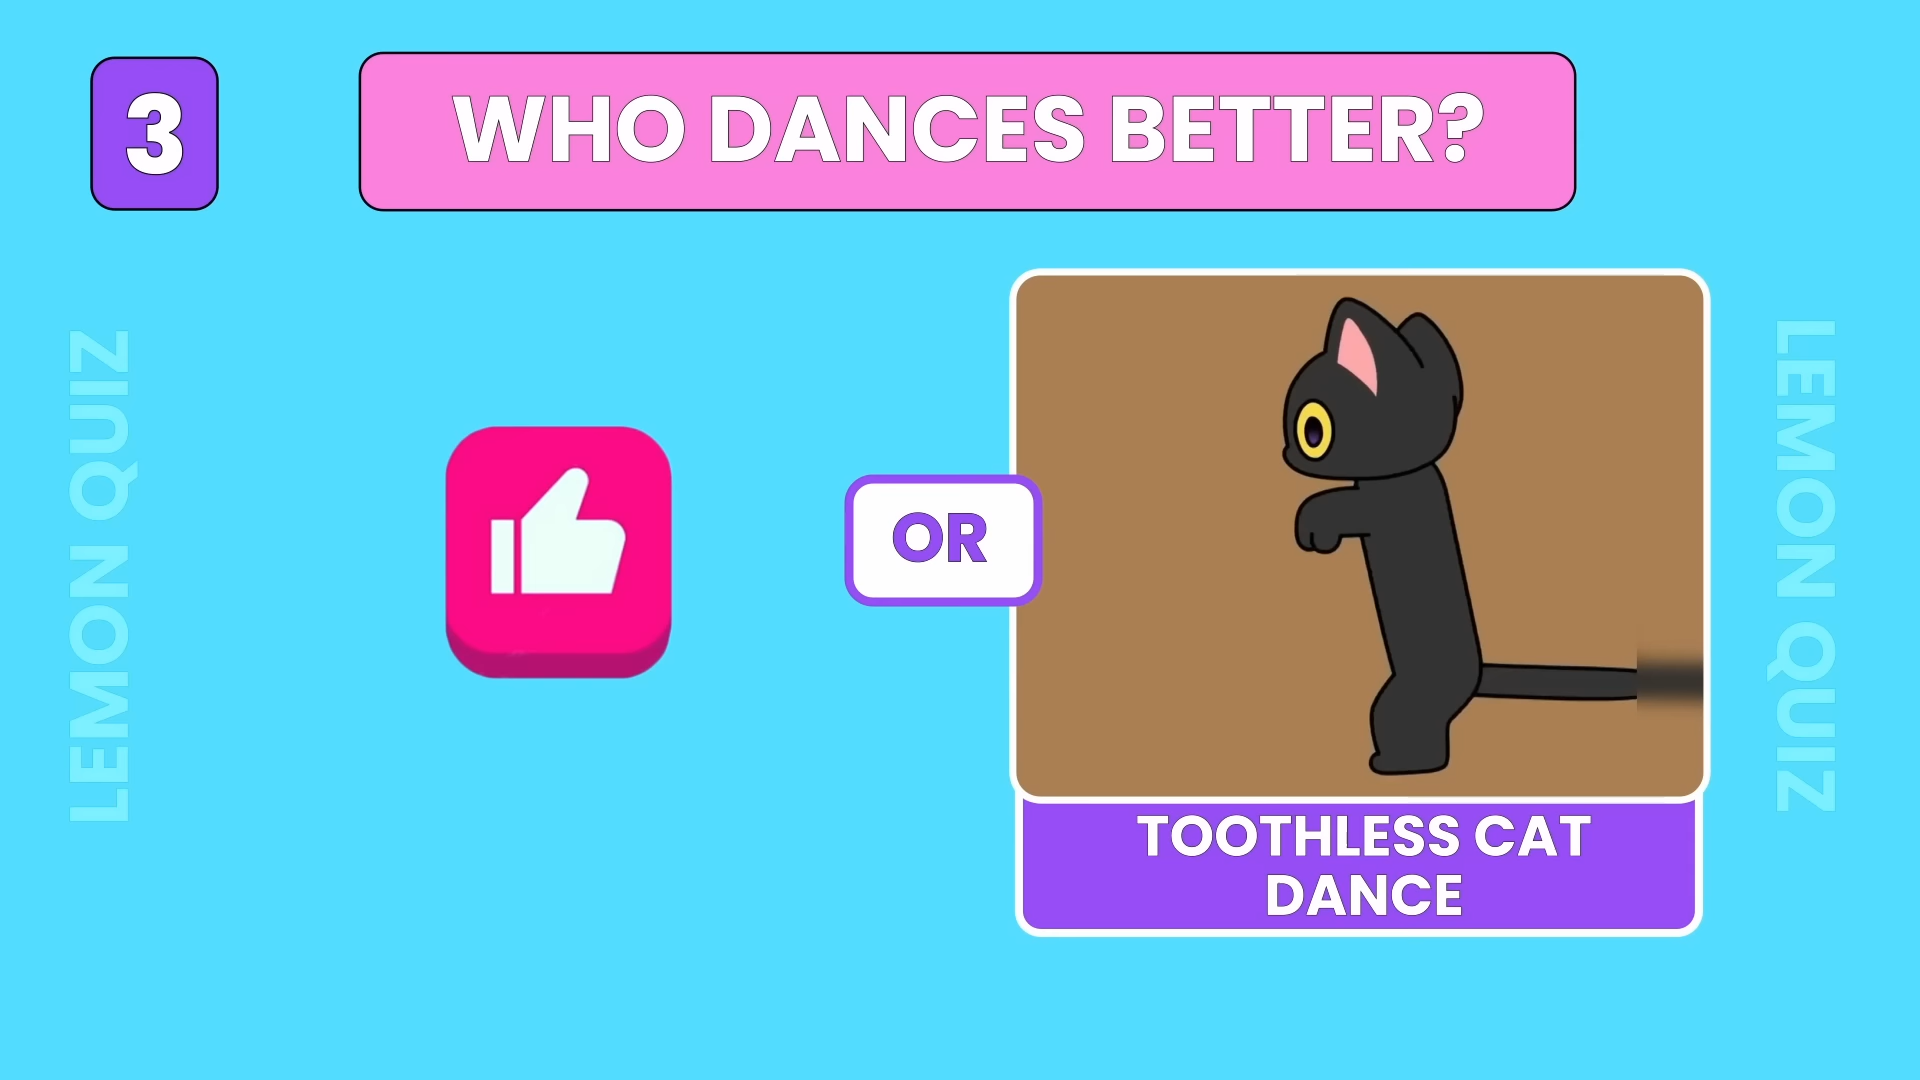 3
WHO DANCES BETTER?
LEMON QUIZ
OR
TOOTHLESS CAT
DANCE
LEMON QUIZ